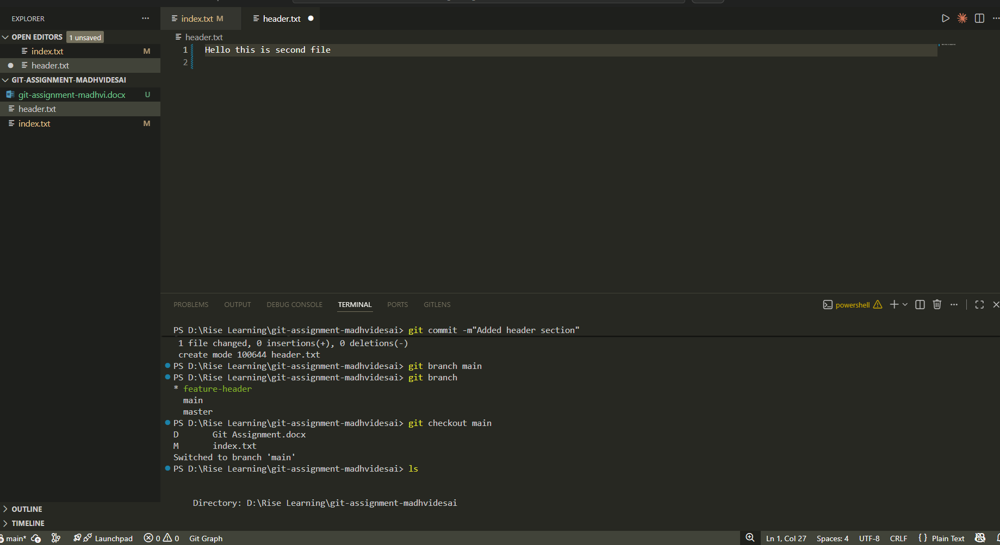 EXPLORER
OPEN EDITORS 1 unsaved
index.txt M
header.txt
GIT-ASSIGNMENT-MADHVIDESAI
git-assignment-madhvi.docx U
header.txt
index.txt M
OUTLINE
TIMELINE
index.txt M
header.txt
header.txt
1 Hello this is second file
2
PROBLEMS OUTPUT DEBUG CONSOLE TERMINAL PORTS GITLENS
powershell
PS D:\Rise Learning\git-assignment-madhvidesai> git commit -m"Added header section"
1 file changed, 0 insertions(+), 0 deletions(-)
create mode 100644 header.txt
PS D:\Rise Learning\git-assignment-madhvidesai> git branch main
PS D:\Rise Learning\git-assignment-madhvidesai> git branch
* feature-header
main
master
PS D:\Rise Learning\git-assignment-madhvidesai> git checkout main
D Git Assignment.docx
M index.txt
Switched to branch 'main'
PS D:\Rise Learning\git-assignment-madhvidesai> ls
Directory: D:\Rise Learning\git-assignment-madhvidesai
main* Launchpad 0 0 Git Graph Ln 1, Col 27 Spaces: 4 UTF-8 CRLF { } Plain Text